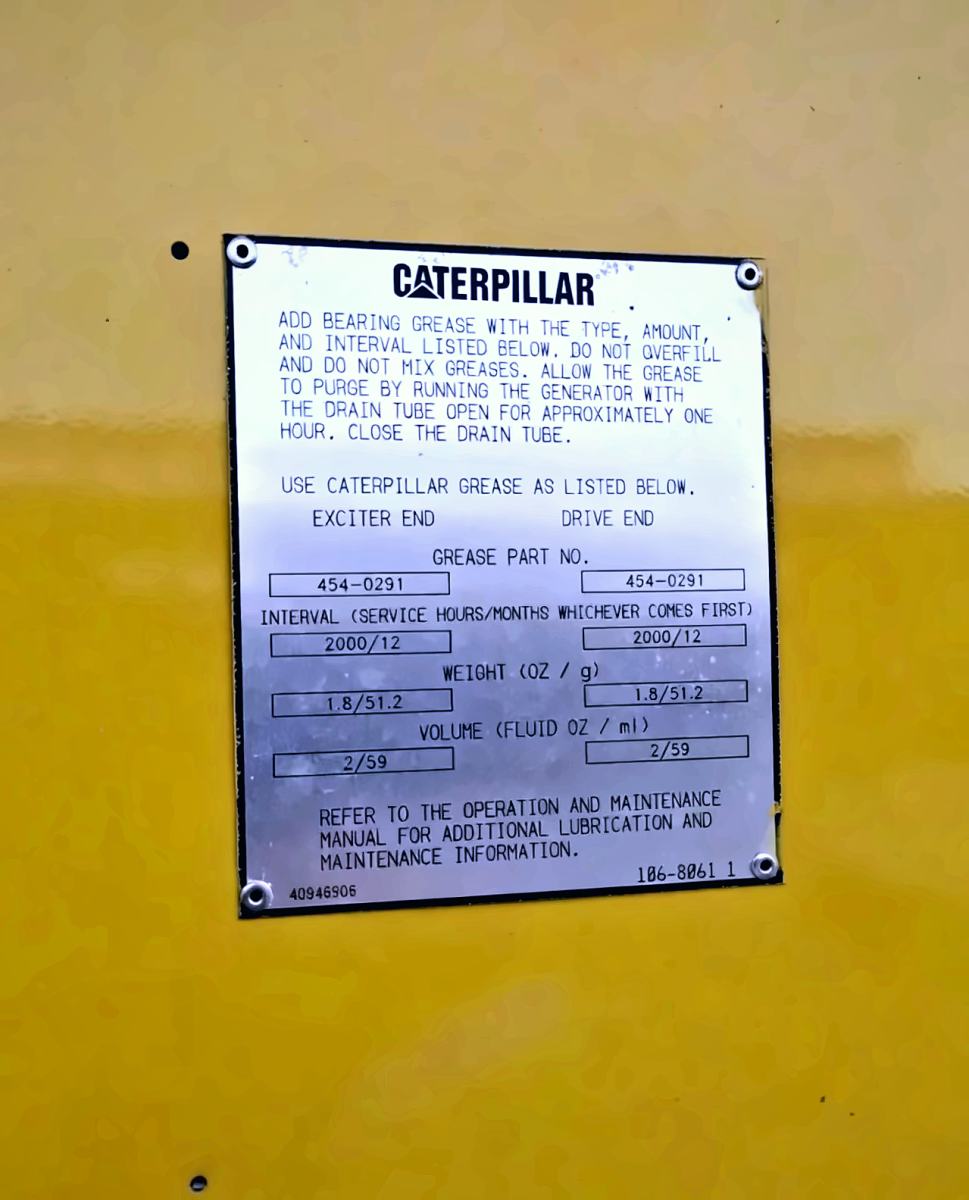 CATERPILLAR
ADD BEARING GREASE WITH THE TYPE, AMOUNT,
AND INTERVAL LISTED BELOW. DO NOT OVERFILL
AND DO NOT MIX GREASES. ALLOW THE GREASE
TO PURGE BY RUNNING THE GENERATOR WITH
THE DRAIN TUBE OPEN FOR APPROXIMATELY ONE
HOUR. CLOSE THE DRAIN TUBE.
USE CATERPILLAR GREASE AS LISTED BELOW.
EXCITER END DRIVE END
GREASE PART NO.
454-0291 454-0291
INTERVAL (SERVICE HOURS/MONTHS WHICHEVER COMES FIRST)
2000/12 2000/12
WEIGHT (OZ / g)
1.8/51.2 1.8/51.2
VOLUME (FLUID OZ / ml)
2/59 2/59
REFER TO THE OPERATION AND MAINTENANCE
MANUAL FOR ADDITIONAL LUBRICATION AND
MAINTENANCE INFORMATION.
40946906 106-8061 1